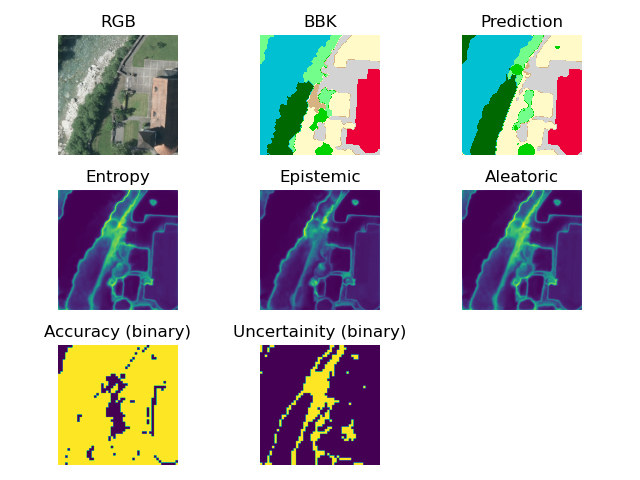 RGB
BBK
Prediction
Entropy
Epistemic
Aleatoric
Accuracy (binary)
Uncertainity (binary)